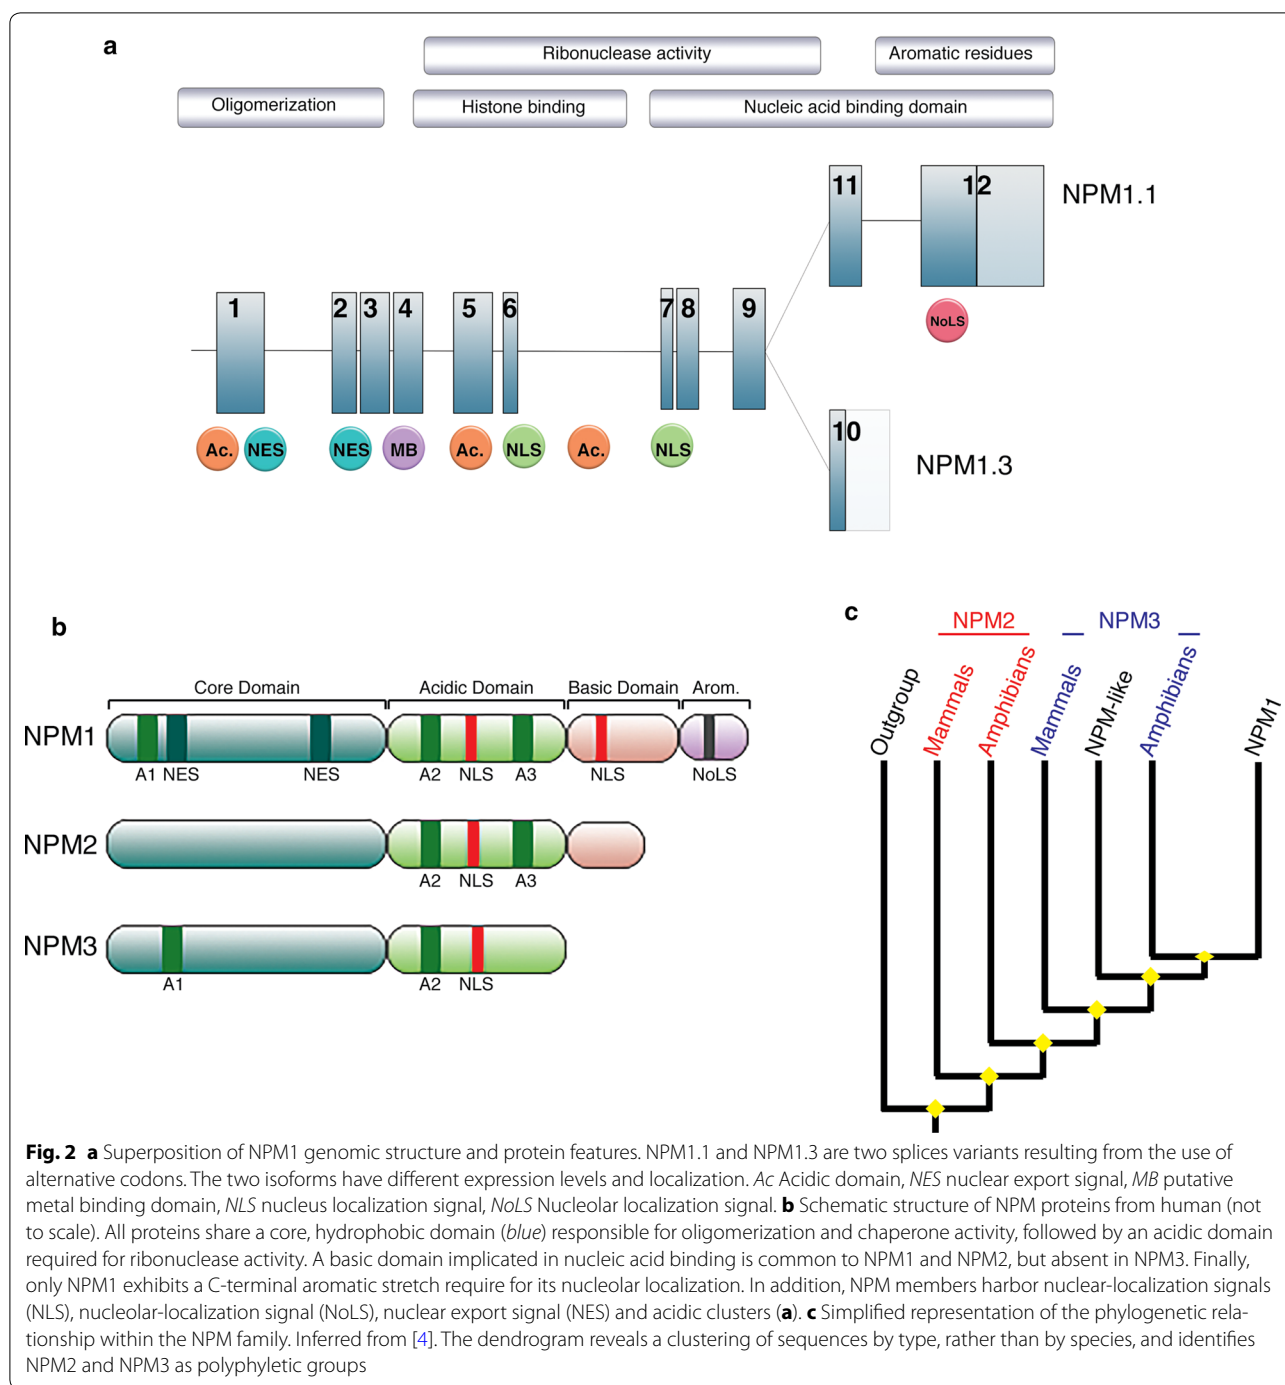 a
Ribonuclease activity
Aromatic residues
Oligomerization
Histone binding
Nucleic acid binding domain
11
12
NPM1.1
1
2
3
4
5
6
7
8
9
NoLS
Ac.
NES
NES
MB
Ac.
NLS
Ac.
NLS
10
NPM1.3
b
Core Domain
Acidic Domain
Basic Domain
Arom.
NPM1
A1
NES
NES
A2
NLS
A3
NLS
NoLS
NPM2
A2
NLS
A3
NPM3
A1
A2
NLS
c
NPM2
NPM3
Outgroup
Mammals
Amphibians
Mammals
NPM-like
Amphibians
NPM1
Fig. 2 a Superposition of NPM1 genomic structure and protein features. NPM1.1 and NPM1.3 are two splices variants resulting from the use of
alternative codons. The two isoforms have different expression levels and localization. Ac Acidic domain, NES nuclear export signal, MB putative
metal binding domain, NLS nucleus localization signal, NoLS Nucleolar localization signal. b Schematic structure of NPM proteins from human (not
to scale). All proteins share a core, hydrophobic domain (blue) responsible for oligomerization and chaperone activity, followed by an acidic domain
required for ribonuclease activity. A basic domain implicated in nucleic acid binding is common to NPM1 and NPM2, but absent in NPM3. Finally,
only NPM1 exhibits a C-terminal aromatic stretch require for its nucleolar localization. In addition, NPM members harbor nuclear-localization signals
(NLS), nucleolar-localization signal (NoLS), nuclear export signal (NES) and acidic clusters (a). c Simplified representation of the phylogenetic rela-
tionship within the NPM family. Inferred from [4]. The dendrogram reveals a clustering of sequences by type, rather than by species, and identifies
NPM2 and NPM3 as polyphyletic groups